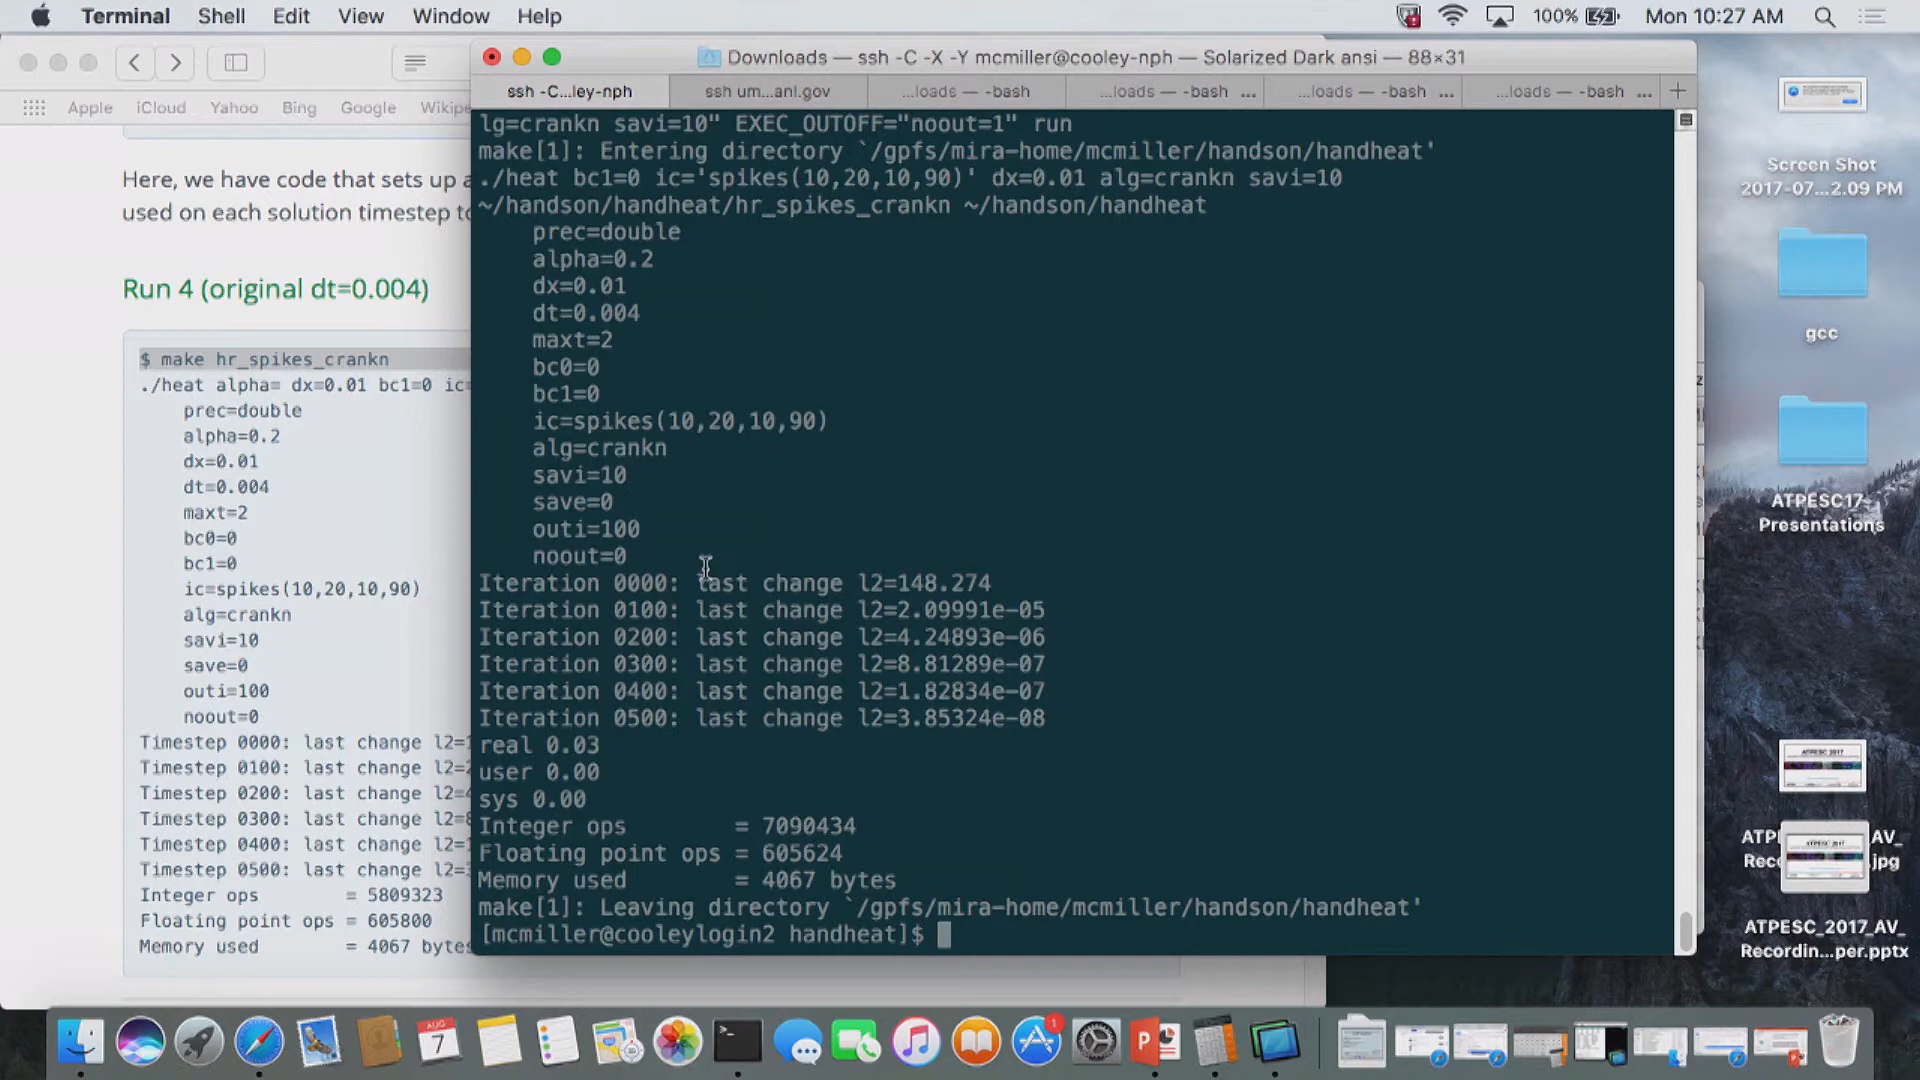 Terminal Shell Edit View Window Help
100% Mon 10:27 AM
Downloads — ssh -C -X -Y mcmiller@cooley-nph — Solarized Dark ansi — 88×31
Apple iCloud Yahoo Bing Google Wikipe
ssh -C...ley-nph ssh um...anl.gov ...loads — -bash ...loads — -bash ... ...loads — -bash ... ...loads — -bash ...
Here, we have code that sets up a
used on each solution timestep to
Run 4 (original dt=0.004)
$ make hr_spikes_crankn
./heat alpha= dx=0.01 bc1=0 ic=
prec=double
alpha=0.2
dx=0.01
dt=0.004
maxt=2
bc0=0
bc1=0
ic=spikes(10,20,10,90)
alg=crankn
savi=10
save=0
outi=100
noout=0
Timestep 0000: last change l2=1
Timestep 0100: last change l2=2
Timestep 0200: last change l2=4
Timestep 0300: last change l2=8
Timestep 0400: last change l2=1
Timestep 0500: last change l2=3
Integer ops = 5809323
Floating point ops = 605800
Memory used = 4067 bytes
lg=crankn savi=10" EXEC_OUTOFF="noout=1" run
make[1]: Entering directory `/gpfs/mira-home/mcmiller/handson/handheat'
./heat bc1=0 ic='spikes(10,20,10,90)' dx=0.01 alg=crankn savi=10
~/handson/handheat/hr_spikes_crankn ~/handson/handheat
prec=double
alpha=0.2
dx=0.01
dt=0.004
maxt=2
bc0=0
bc1=0
ic=spikes(10,20,10,90)
alg=crankn
savi=10
save=0
outi=100
noout=0
Iteration 0000: last change l2=148.274
Iteration 0100: last change l2=2.09991e-05
Iteration 0200: last change l2=4.24893e-06
Iteration 0300: last change l2=8.81289e-07
Iteration 0400: last change l2=1.82834e-07
Iteration 0500: last change l2=3.85324e-08
real 0.03
user 0.00
sys 0.00
Integer ops = 7090434
Floating point ops = 605624
Memory used = 4067 bytes
make[1]: Leaving directory `/gpfs/mira-home/mcmiller/handson/handheat'
[mcmiller@cooleylogin2 handheat]$
Screen Shot
2017-07...2.09 PM
gcc
ATPESC17-
Presentations
ATPESC 2017
ATPE AV_
Reco .jpg
ATPESC_2017_AV_
Recordin...per.pptx
AUG
7
1